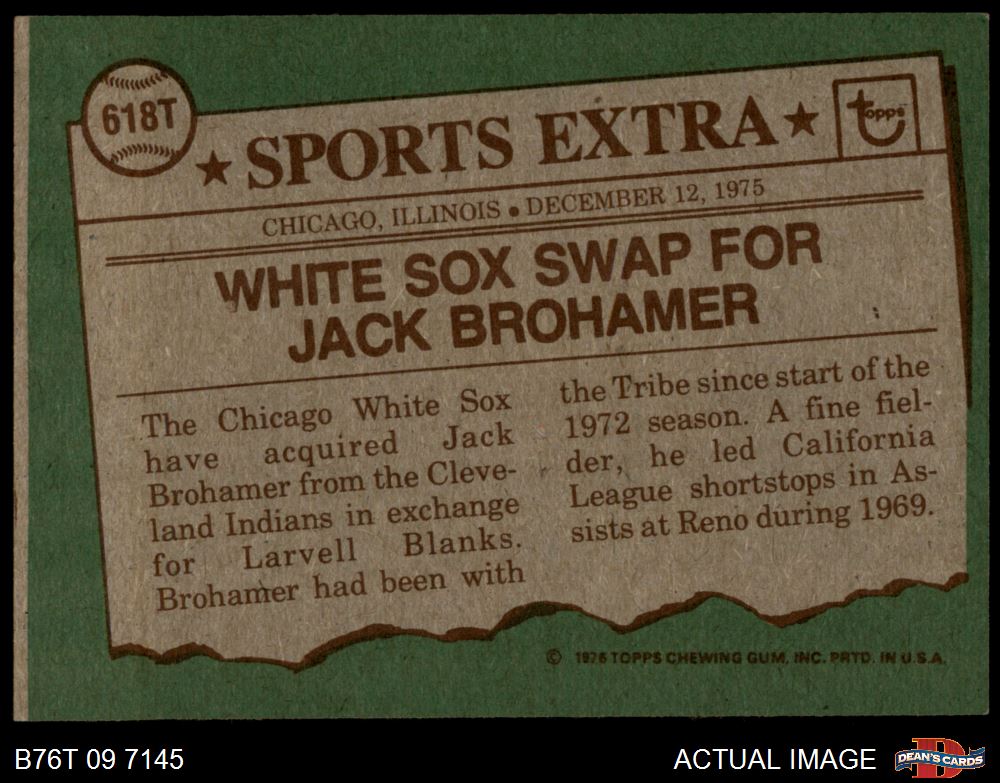 618T
★ SPORTS EXTRA ★
Topps
CHICAGO, ILLINOIS • DECEMBER 12, 1975
WHITE SOX SWAP FOR
JACK BROHAMER
The Chicago White Sox
have acquired Jack
Brohamer from the Cleve-
land Indians in exchange
for Larvell Blanks.
Brohamer had been with
the Tribe since start of the
1972 season. A fine fiel-
der, he led California
League shortstops in As-
sists at Reno during 1969.
© 1976 TOPPS CHEWING GUM, INC. PRTD. IN U.S.A.
B76T 09 7145
ACTUAL IMAGE
D
DEAN'S CARDS